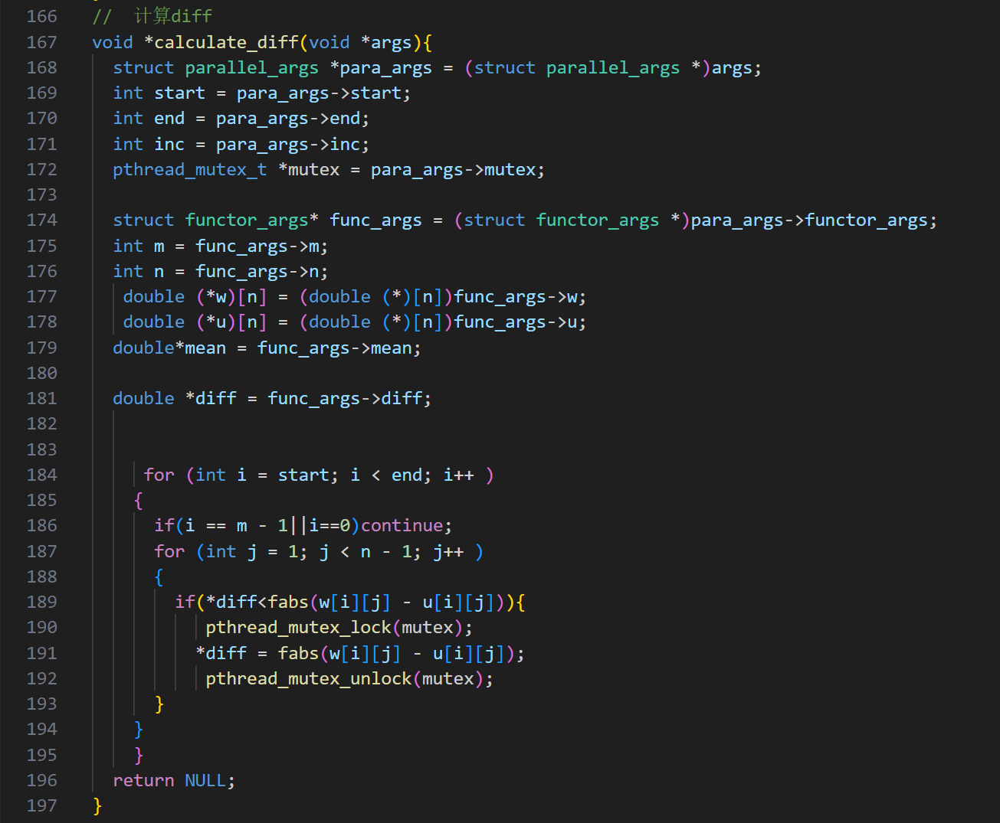 166 // 计算diff
167 void *calculate_diff(void *args){
168 struct parallel_args *para_args = (struct parallel_args *)args;
169 int start = para_args->start;
170 int end = para_args->end;
171 int inc = para_args->inc;
172 pthread_mutex_t *mutex = para_args->mutex;
173
174 struct functor_args* func_args = (struct functor_args *)para_args->functor_args;
175 int m = func_args->m;
176 int n = func_args->n;
177 double (*w)[n] = (double (*)[n])func_args->w;
178 double (*u)[n] = (double (*)[n])func_args->u;
179 double*mean = func_args->mean;
180
181 double *diff = func_args->diff;
182
183
184 for (int i = start; i < end; i++ )
185 {
186 if(i == m - 1||i==0)continue;
187 for (int j = 1; j < n - 1; j++ )
188 {
189 if(*diff<fabs(w[i][j] - u[i][j])){
190 pthread_mutex_lock(mutex);
191 *diff = fabs(w[i][j] - u[i][j]);
192 pthread_mutex_unlock(mutex);
193 }
194 }
195 }
196 return NULL;
197 }